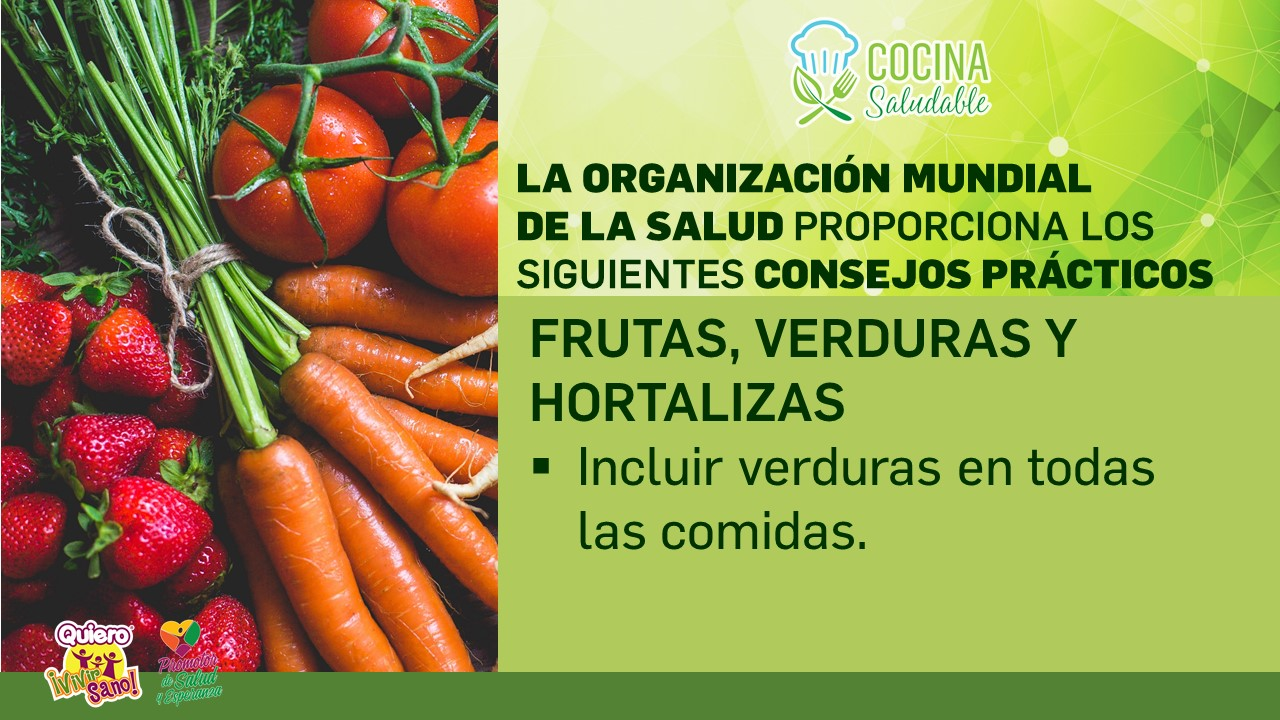 COCINA
Saludable
LA ORGANIZACIÓN MUNDIAL
DE LA SALUD PROPORCIONA LOS
SIGUIENTES CONSEJOS PRÁCTICOS
FRUTAS, VERDURAS Y
HORTALIZAS
▪ Incluir verduras en todas
las comidas.
Quiero
¡Vivir
Sano!
Promotor
de Salud
y Esperanza